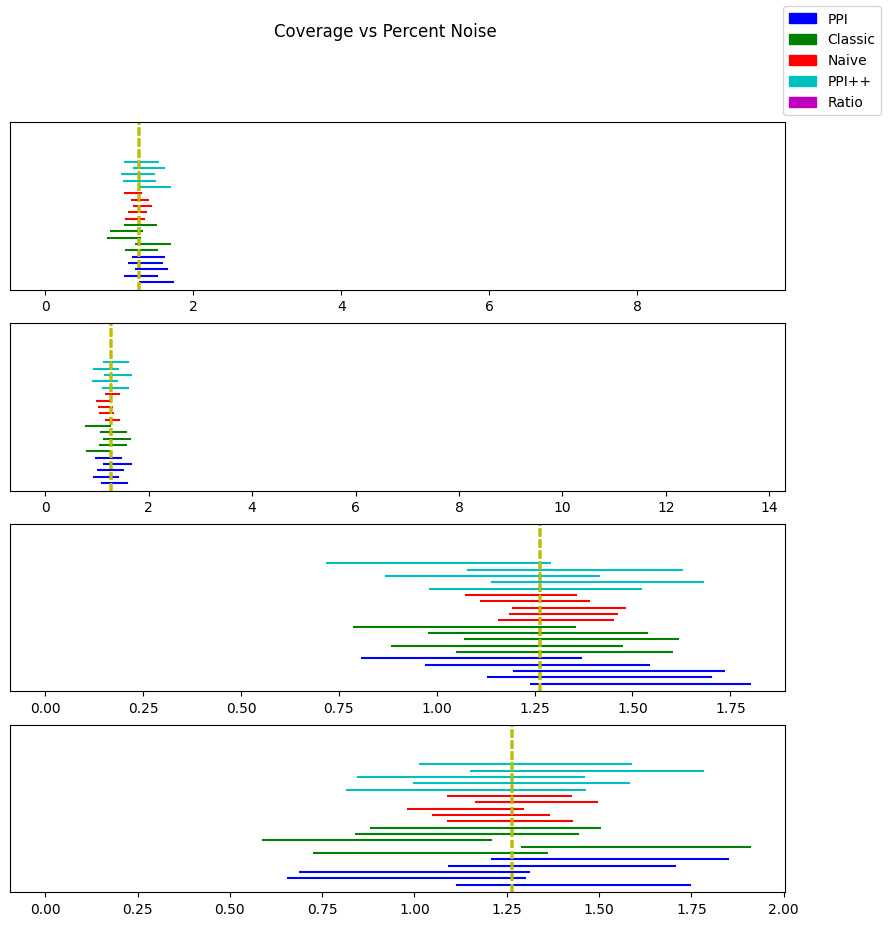 Coverage vs Percent Noise
PPI
Classic
Naive
PPI++
Ratio
0 2 4 6 8
0 2 4 6 8 10 12 14
0.00 0.25 0.50 0.75 1.00 1.25 1.50 1.75
0.00 0.25 0.50 0.75 1.00 1.25 1.50 1.75 2.00